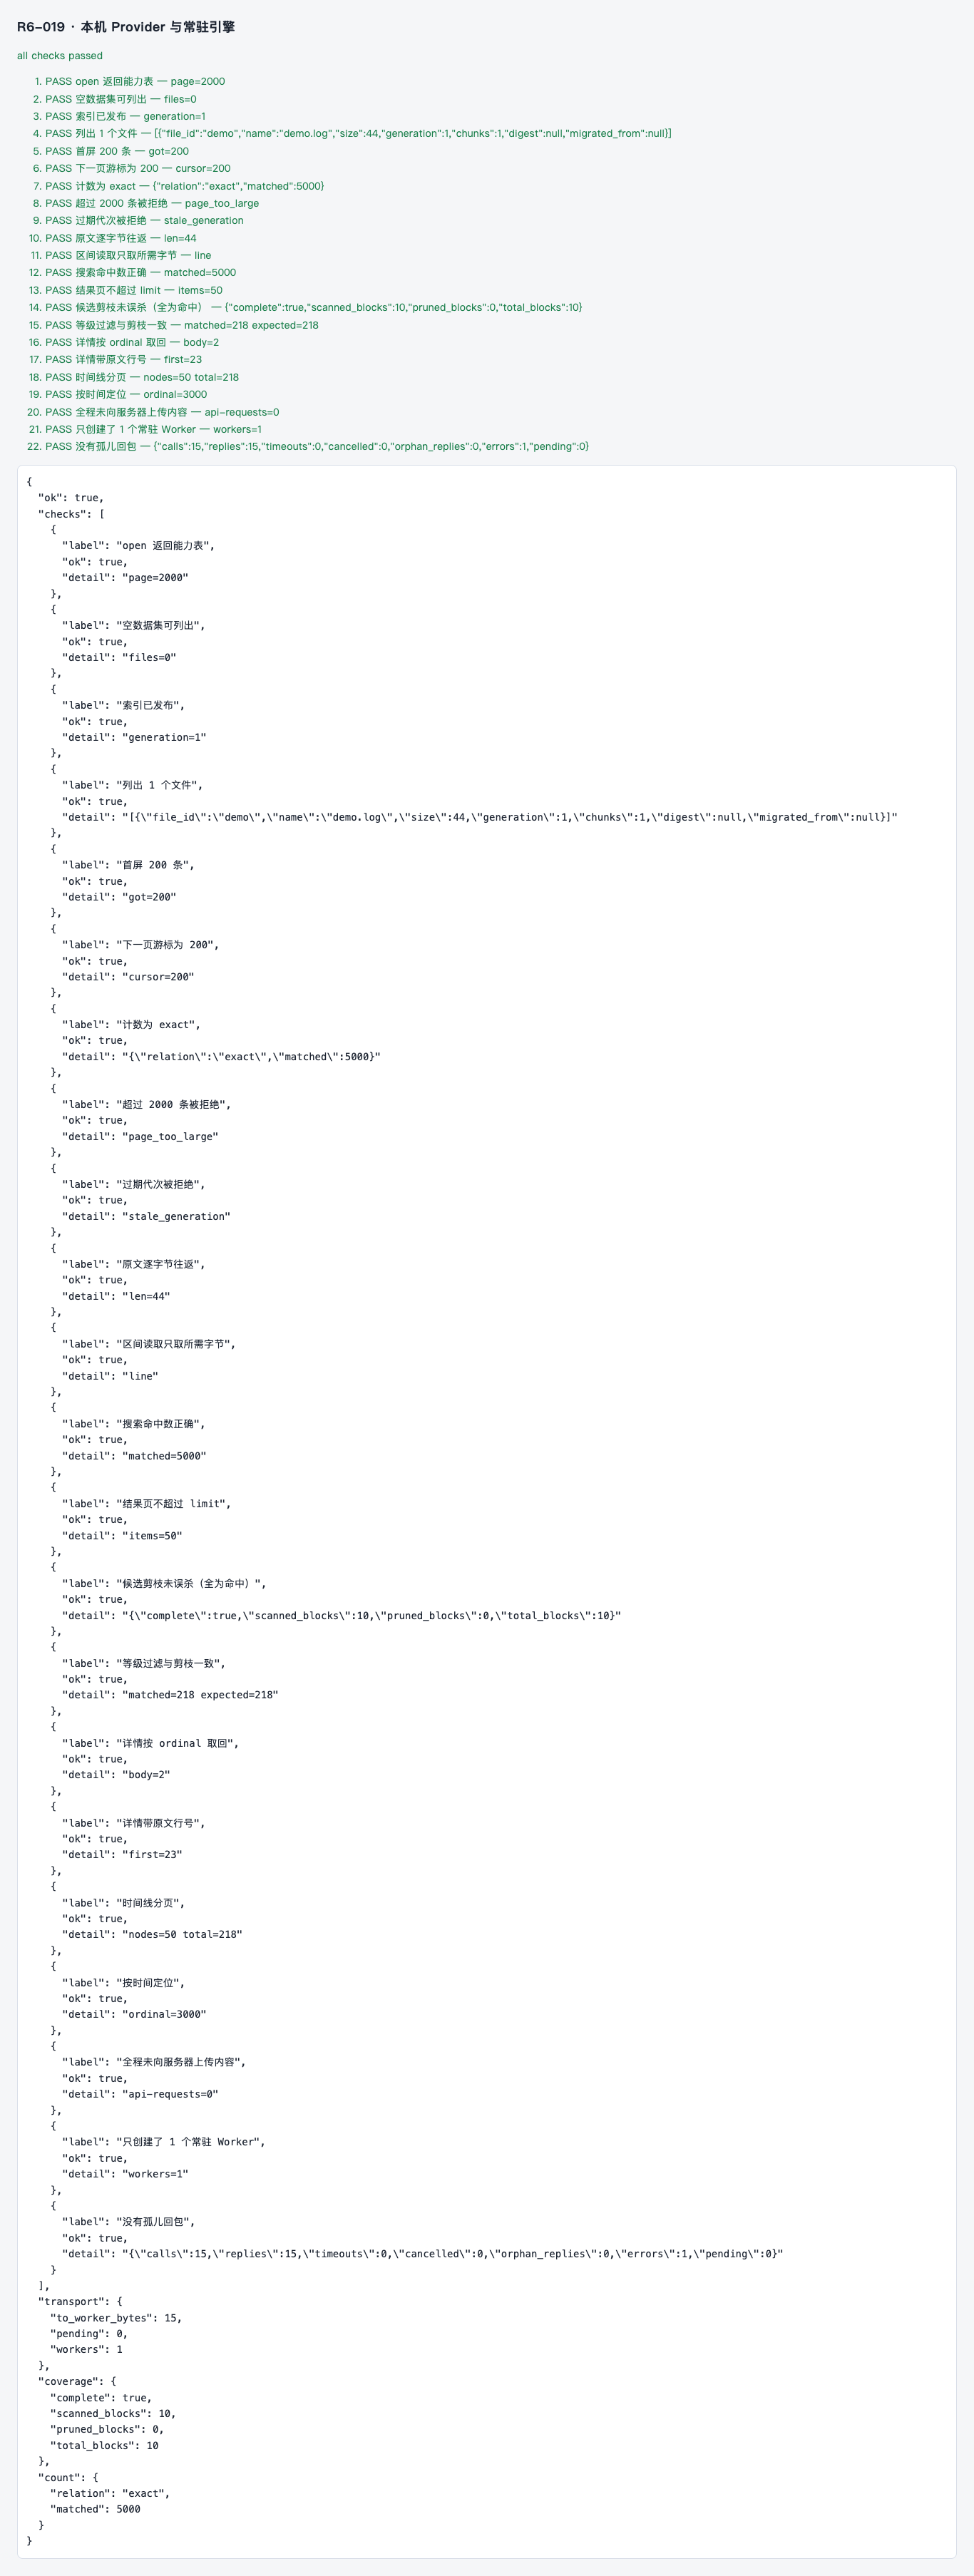 R6-019 · 本机 Provider 与常驻引擎
all checks passed
1. PASS open 返回能力表 — page=2000
2. PASS 空数据集可列出 — files=0
3. PASS 索引已发布 — generation=1
4. PASS 列出 1 个文件 — [{"file_id":"demo","name":"demo.log","size":44,"generation":1,"chunks":1,"digest":null,"migrated_from":null}]
5. PASS 首屏 200 条 — got=200
6. PASS 下一页游标为 200 — cursor=200
7. PASS 计数为 exact — {"relation":"exact","matched":5000}
8. PASS 超过 2000 条被拒绝 — page_too_large
9. PASS 过期代次被拒绝 — stale_generation
10. PASS 原文逐字节往返 — len=44
11. PASS 区间读取只取所需字节 — line
12. PASS 搜索命中数正确 — matched=5000
13. PASS 结果页不超过 limit — items=50
14. PASS 候选剪枝未误杀（全为命中） — {"complete":true,"scanned_blocks":10,"pruned_blocks":0,"total_blocks":10}
15. PASS 等级过滤与剪枝一致 — matched=218 expected=218
16. PASS 详情按 ordinal 取回 — body=2
17. PASS 详情带原文行号 — first=23
18. PASS 时间线分页 — nodes=50 total=218
19. PASS 按时间定位 — ordinal=3000
20. PASS 全程未向服务器上传内容 — api-requests=0
21. PASS 只创建了 1 个常驻 Worker — workers=1
22. PASS 没有孤儿回包 — {"calls":15,"replies":15,"timeouts":0,"cancelled":0,"orphan_replies":0,"errors":1,"pending":0}
{
"ok": true,
"checks": [
{
"label": "open 返回能力表",
"ok": true,
"detail": "page=2000"
},
{
"label": "空数据集可列出",
"ok": true,
"detail": "files=0"
},
{
"label": "索引已发布",
"ok": true,
"detail": "generation=1"
},
{
"label": "列出 1 个文件",
"ok": true,
"detail": "[{\"file_id\":\"demo\",\"name\":\"demo.log\",\"size\":44,\"generation\":1,\"chunks\":1,\"digest\":null,\"migrated_from\":null}]"
},
{
"label": "首屏 200 条",
"ok": true,
"detail": "got=200"
},
{
"label": "下一页游标为 200",
"ok": true,
"detail": "cursor=200"
},
{
"label": "计数为 exact",
"ok": true,
"detail": "{\"relation\":\"exact\",\"matched\":5000}"
},
{
"label": "超过 2000 条被拒绝",
"ok": true,
"detail": "page_too_large"
},
{
"label": "过期代次被拒绝",
"ok": true,
"detail": "stale_generation"
},
{
"label": "原文逐字节往返",
"ok": true,
"detail": "len=44"
},
{
"label": "区间读取只取所需字节",
"ok": true,
"detail": "line"
},
{
"label": "搜索命中数正确",
"ok": true,
"detail": "matched=5000"
},
{
"label": "结果页不超过 limit",
"ok": true,
"detail": "items=50"
},
{
"label": "候选剪枝未误杀（全为命中）",
"ok": true,
"detail": "{\"complete\":true,\"scanned_blocks\":10,\"pruned_blocks\":0,\"total_blocks\":10}"
},
{
"label": "等级过滤与剪枝一致",
"ok": true,
"detail": "matched=218 expected=218"
},
{
"label": "详情按 ordinal 取回",
"ok": true,
"detail": "body=2"
},
{
"label": "详情带原文行号",
"ok": true,
"detail": "first=23"
},
{
"label": "时间线分页",
"ok": true,
"detail": "nodes=50 total=218"
},
{
"label": "按时间定位",
"ok": true,
"detail": "ordinal=3000"
},
{
"label": "全程未向服务器上传内容",
"ok": true,
"detail": "api-requests=0"
},
{
"label": "只创建了 1 个常驻 Worker",
"ok": true,
"detail": "workers=1"
},
{
"label": "没有孤儿回包",
"ok": true,
"detail": "{\"calls\":15,\"replies\":15,\"timeouts\":0,\"cancelled\":0,\"orphan_replies\":0,\"errors\":1,\"pending\":0}"
}
],
"transport": {
"to_worker_bytes": 15,
"pending": 0,
"workers": 1
},
"coverage": {
"complete": true,
"scanned_blocks": 10,
"pruned_blocks": 0,
"total_blocks": 10
},
"count": {
"relation": "exact",
"matched": 5000
}
}